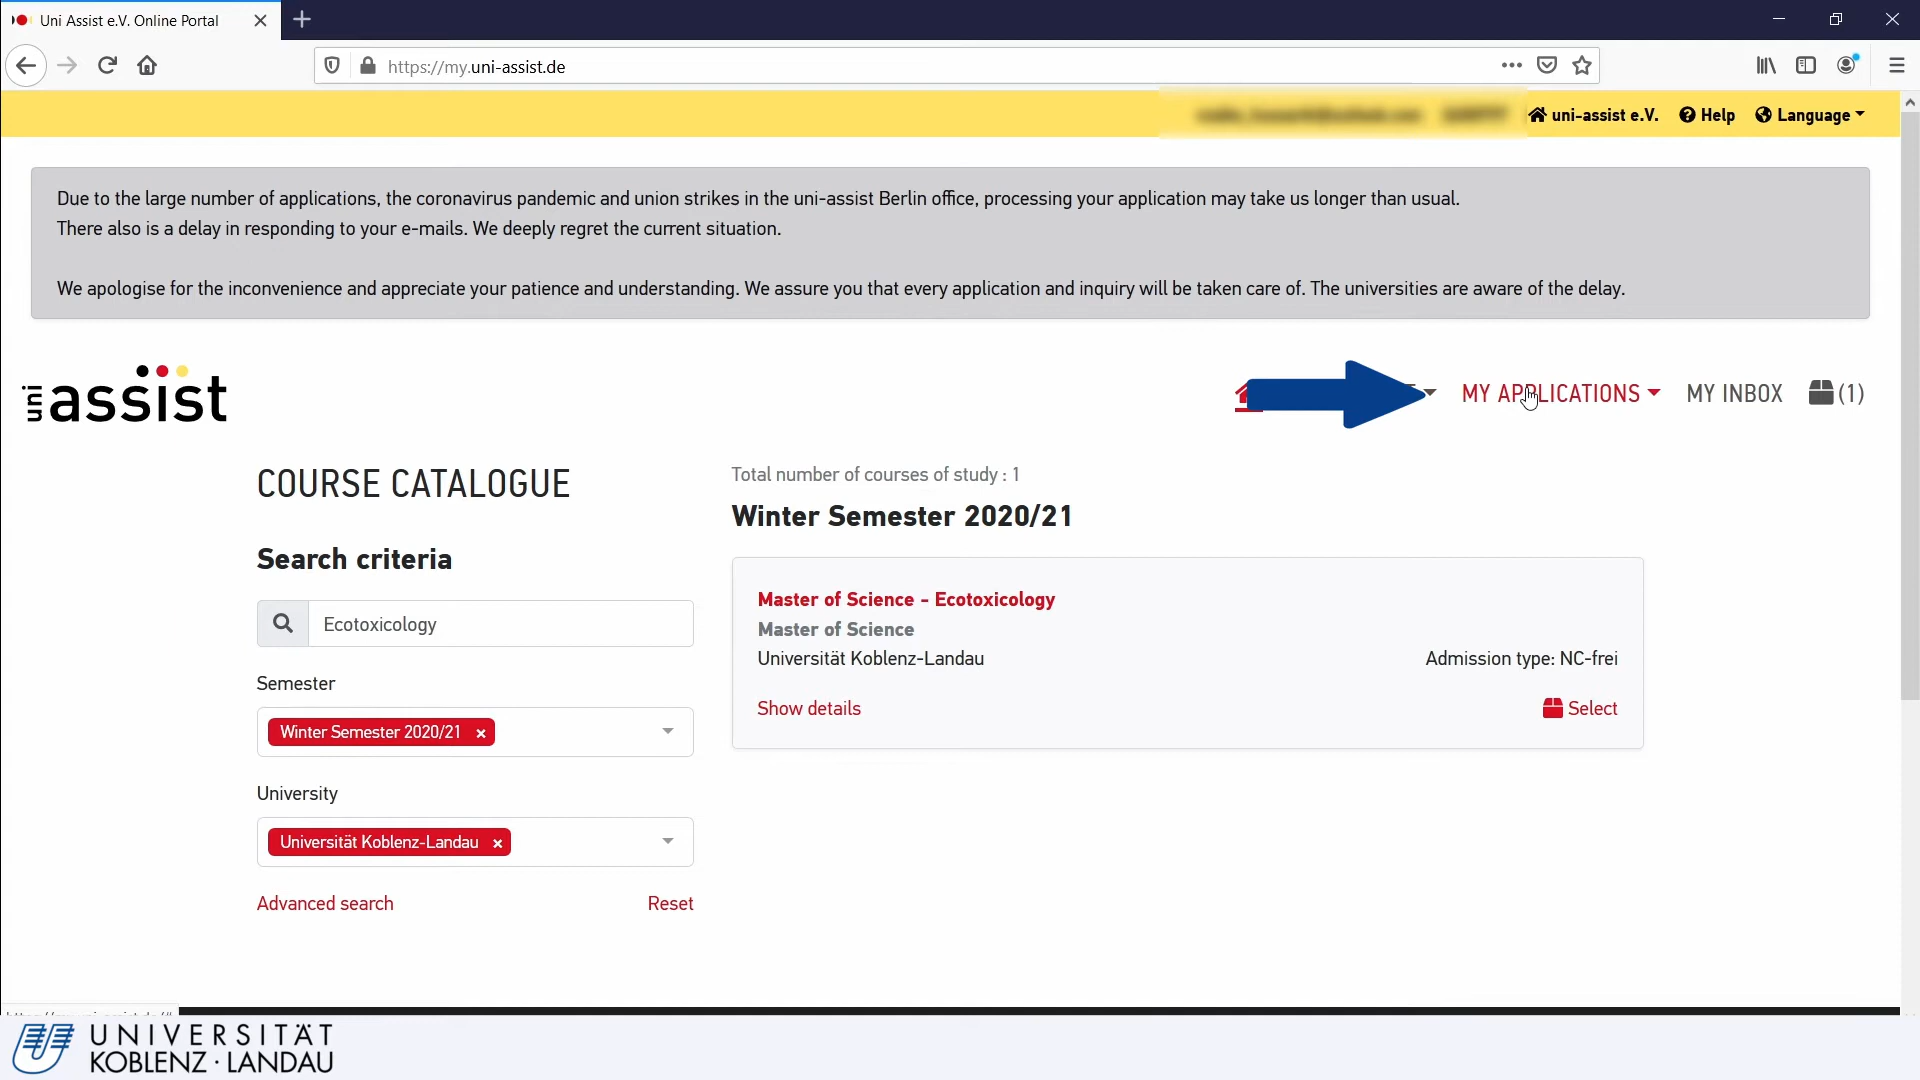 Uni Assist e.V. Online Portal
https://my.uni-assist.de
uni-assist e.V. Help Language
Due to the large number of applications, the coronavirus pandemic and union strikes in the uni-assist Berlin office, processing your application may take us longer than usual.
There also is a delay in responding to your e-mails. We deeply regret the current situation.
We apologise for the inconvenience and appreciate your patience and understanding. We assure you that every application and inquiry will be taken care of. The universities are aware of the delay.
uni assist
MY APPLICATIONS MY INBOX (1)
COURSE CATALOGUE
Total number of courses of study : 1
Winter Semester 2020/21
Search criteria
Ecotoxicology
Master of Science - Ecotoxicology
Master of Science
Universität Koblenz-Landau
Admission type: NC-frei
Show details
Select
Semester
Winter Semester 2020/21 ×
University
Universität Koblenz-Landau ×
Advanced search
Reset
UNIVERSITÄT
KOBLENZ · LANDAU